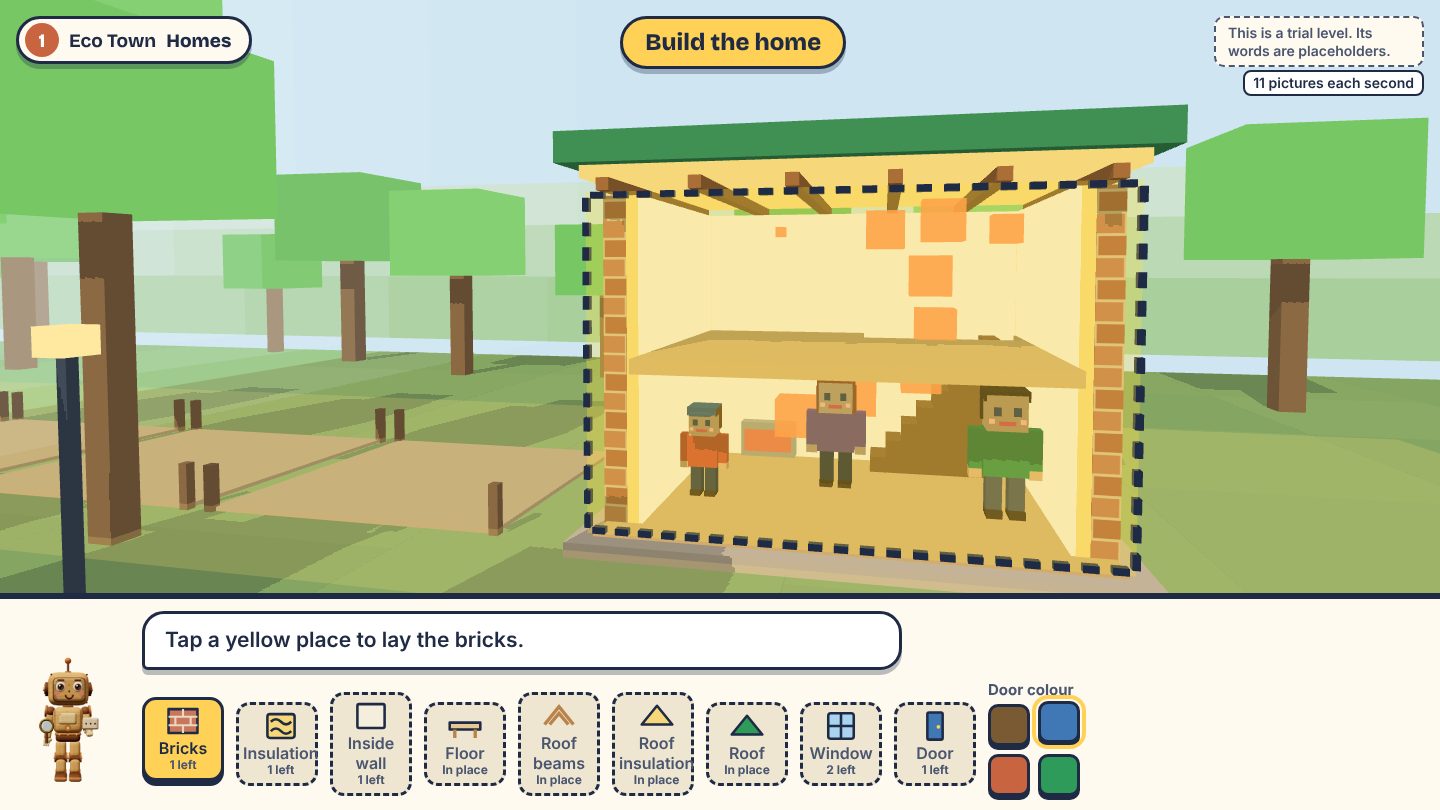 1 Eco Town Homes
Build the home
This is a trial level. Its
words are placeholders.
11 pictures each second
Tap a yellow place to lay the bricks.
Bricks
1 left
Insulation
1 left
Inside
wall
1 left
Floor
In place
Roof
beams
In place
Roof
insulation
In place
Roof
In place
Window
2 left
Door
1 left
Door colour